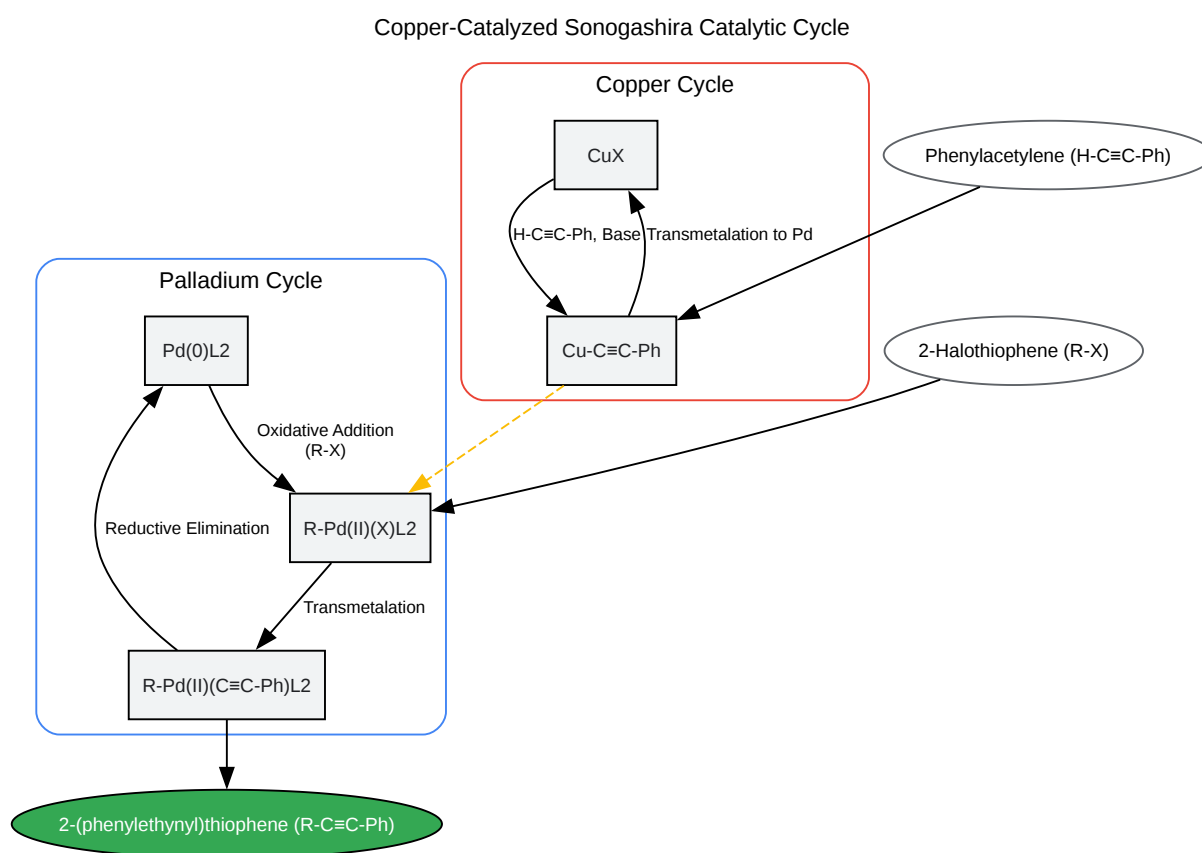 Copper-Catalyzed Sonogashira Catalytic Cycle
Copper Cycle
CuX
Phenylacetylene (H-C≡C-Ph)
H-C≡C-Ph, Base
Transmetalation to Pd
Palladium Cycle
Pd(0)L2
Cu-C≡C-Ph
2-Halothiophene (R-X)
Oxidative Addition
(R-X)
R-Pd(II)(X)L2
Reductive Elimination
Transmetalation
R-Pd(II)(C≡C-Ph)L2
2-(phenylethynyl)thiophene (R-C≡C-Ph)